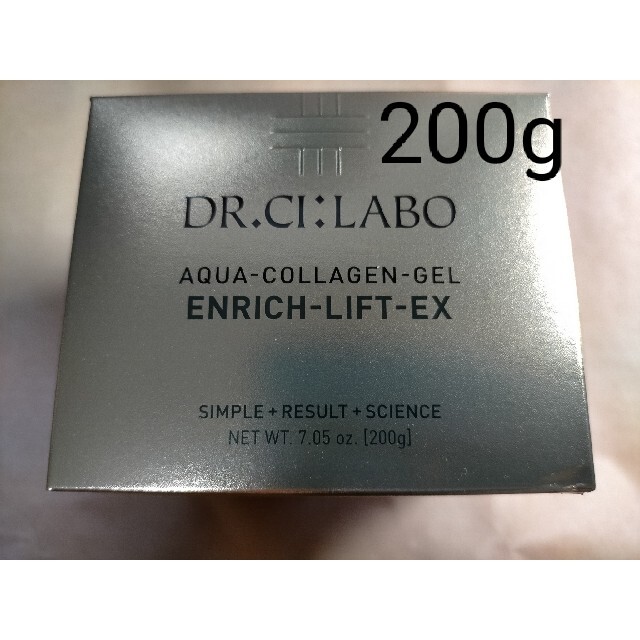 200g
DR.CI:LABO
AQUA-COLLAGEN-GEL
ENRICH-LIFT-EX
SIMPLE+RESULT+SCIENCE
NET WT. 7.05 oz. [200g]